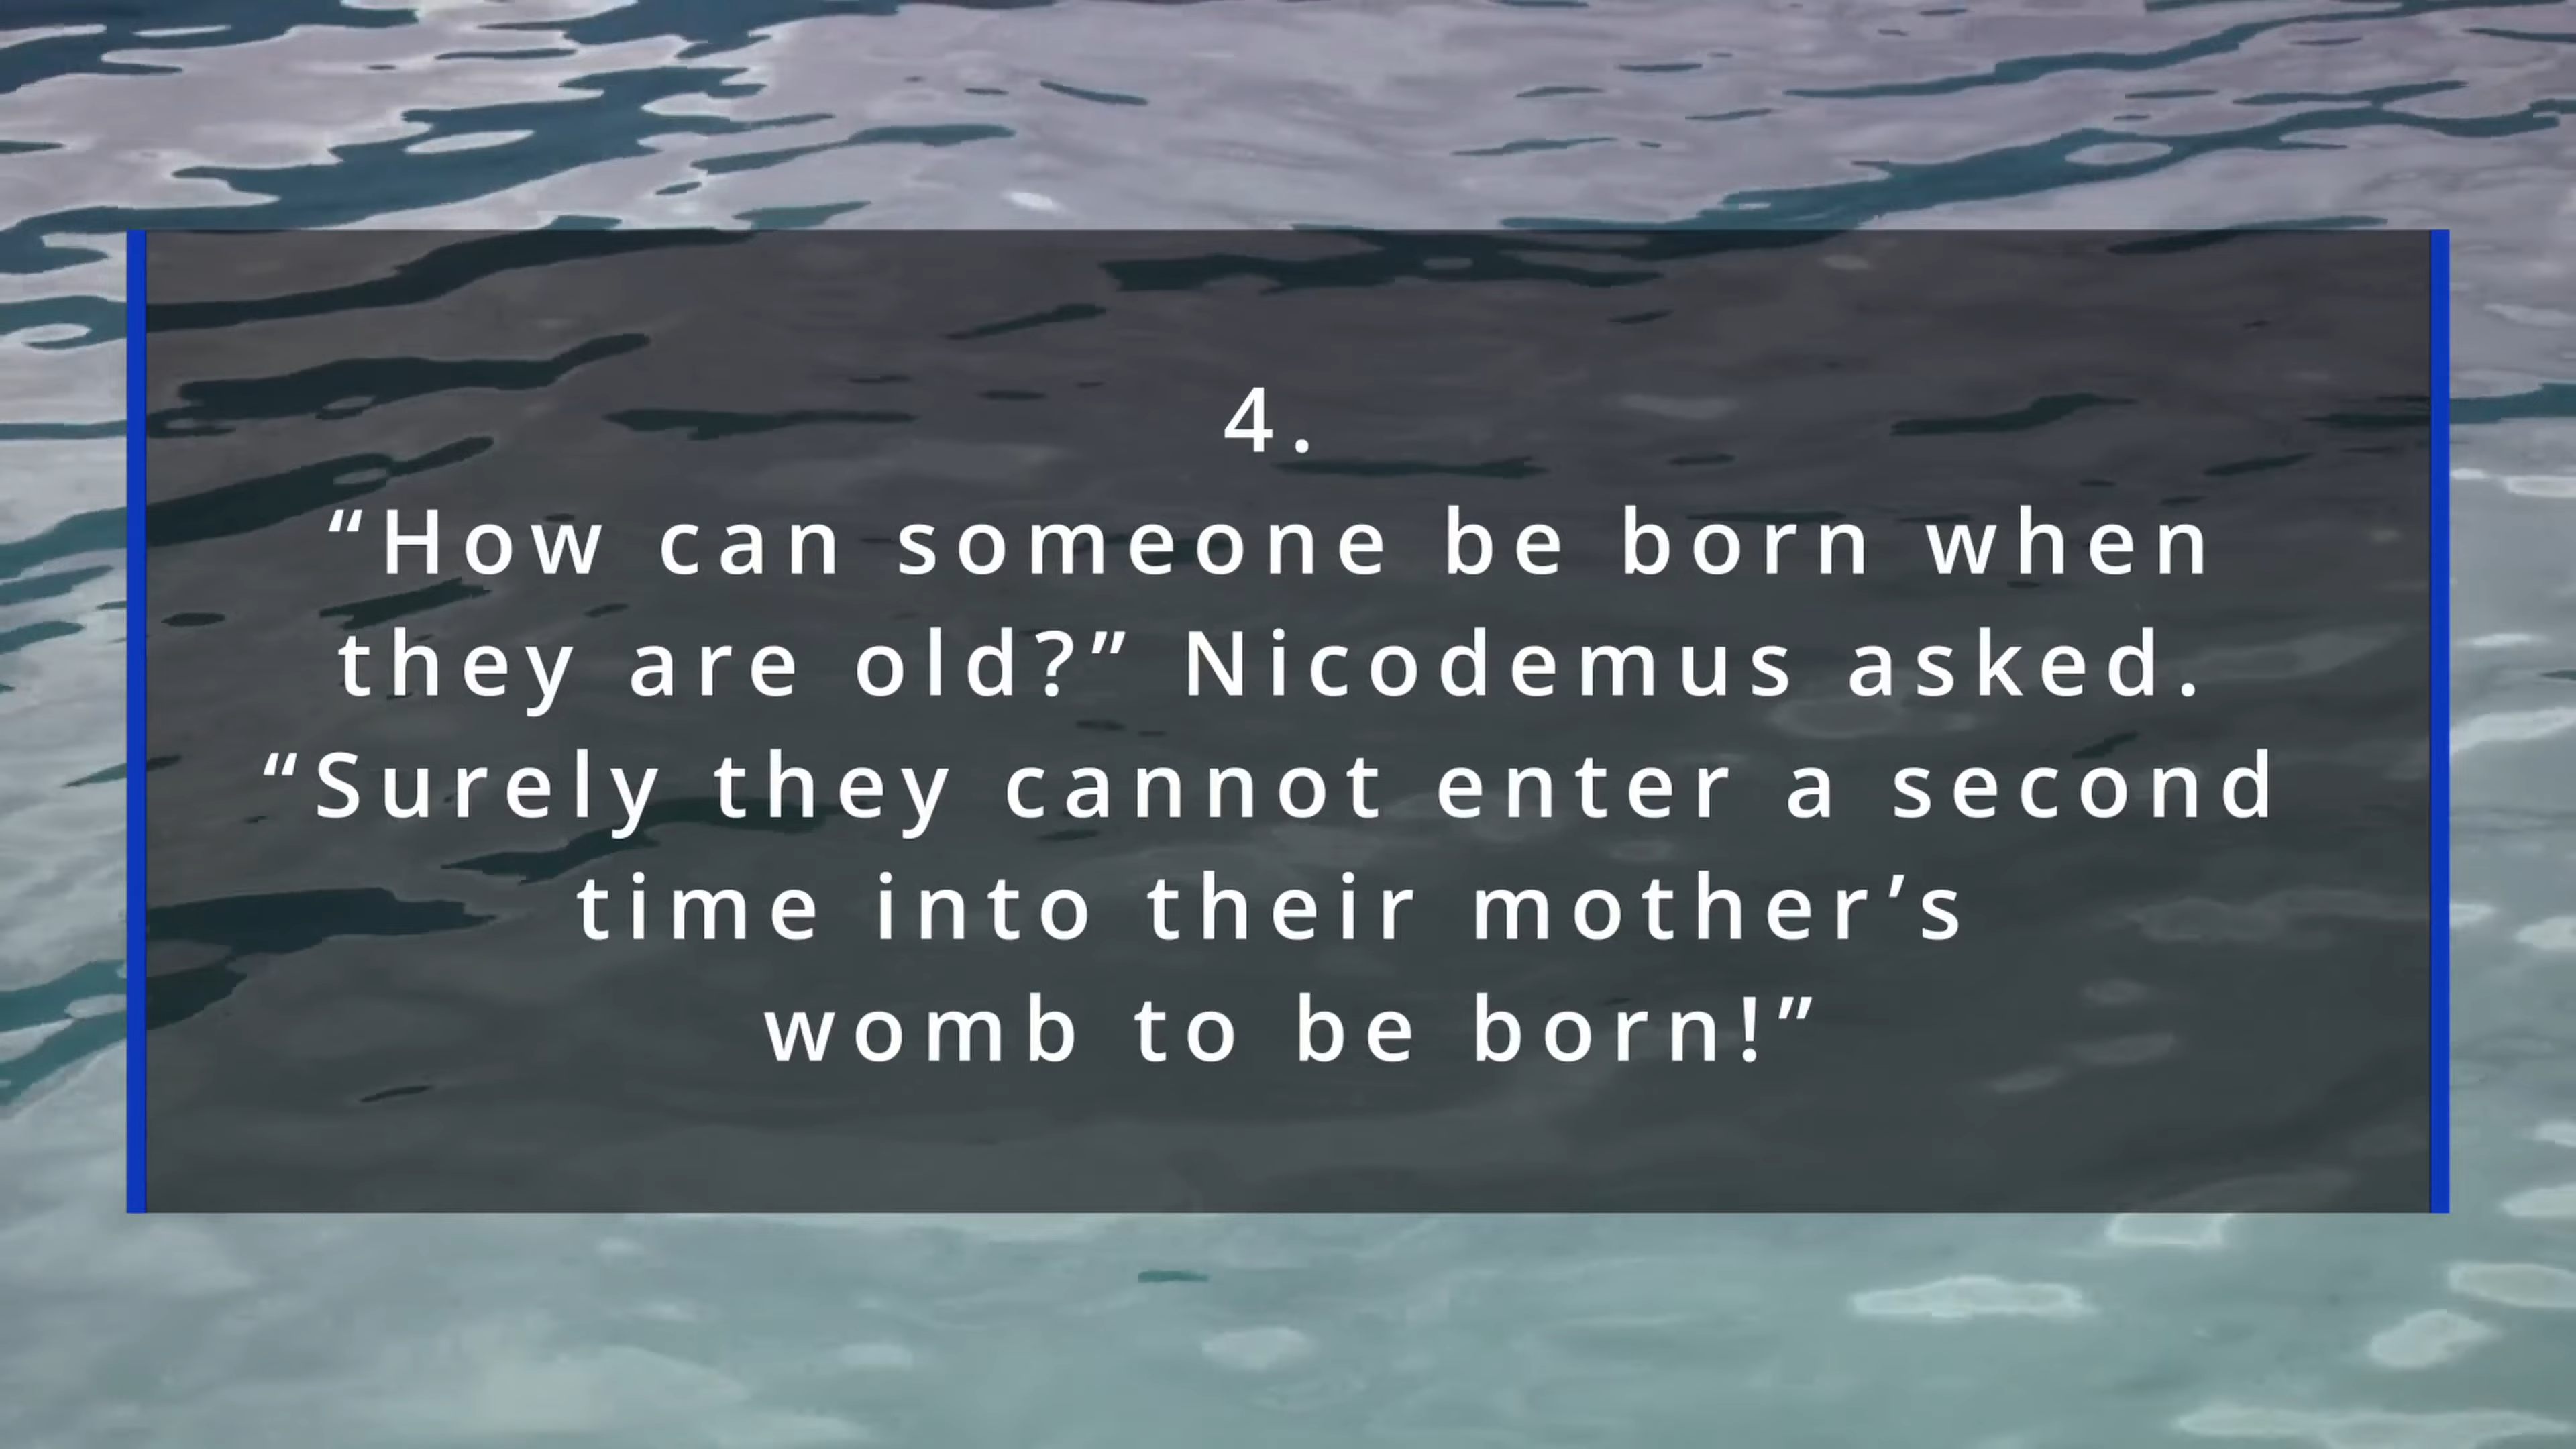 4.
“How can someone be born when
they are old?” Nicodemus asked.
“Surely they cannot enter a second
time into their mother’s
womb to be born!”